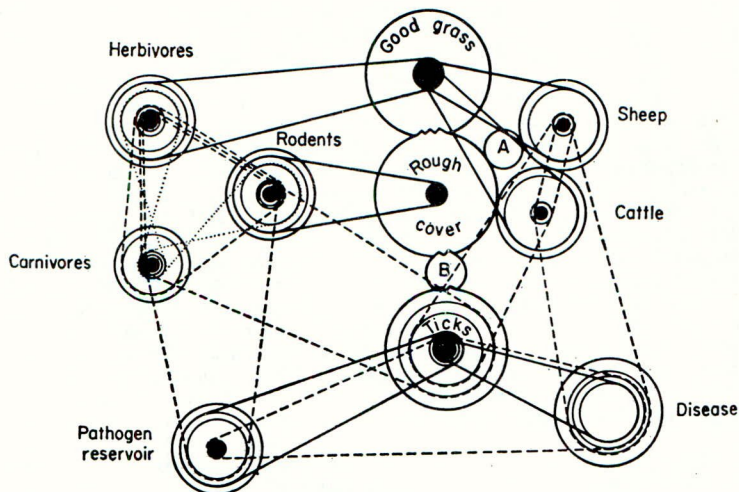 Good grass
Herbivores
Sheep
Rodents
A
Rough
cover
Cattle
Carnivores
B
Ticks
Disease
Pathogen
reservoir